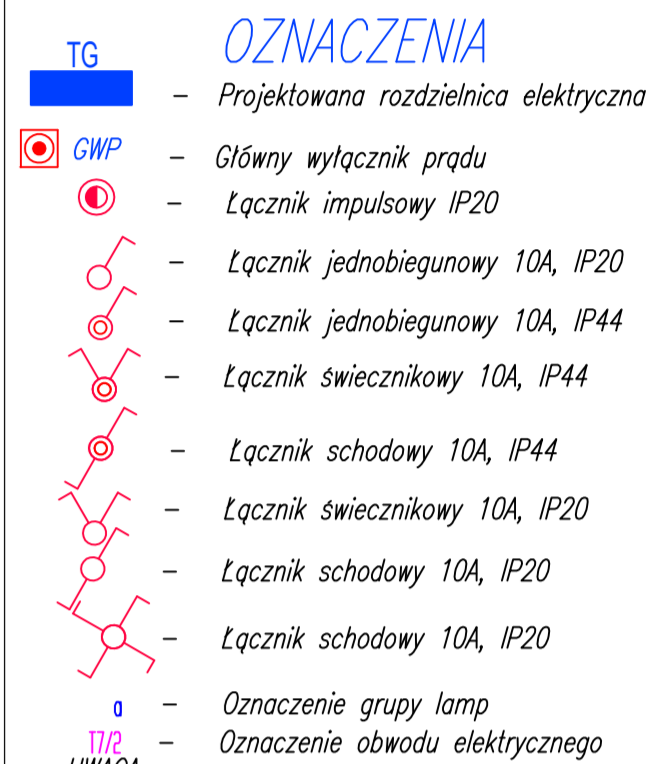 OZNACZENIA
TG
– Projektowana rozdzielnica elektryczna
GWP – Główny wyłącznik prądu
– Łącznik impulsowy IP20
– Łącznik jednobiegunowy 10A, IP20
– Łącznik jednobiegunowy 10A, IP44
– Łącznik świecznikowy 10A, IP44
– Łącznik schodowy 10A, IP44
– Łącznik świecznikowy 10A, IP20
– Łącznik schodowy 10A, IP20
– Łącznik schodowy 10A, IP20
a – Oznaczenie grupy lamp
T7/2 – Oznaczenie obwodu elektrycznego
UWAGA